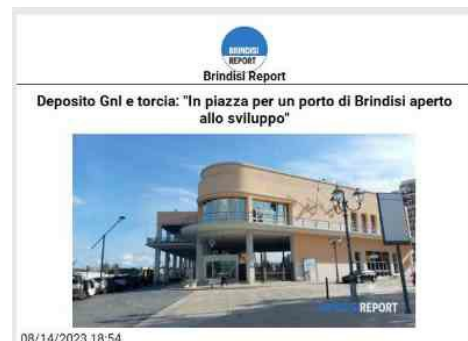 BRINDISI
REPORT
Brindisi Report
Deposito Gnl e torcia: "In piazza per un porto di Brindisi aperto
allo sviluppo"
REPORT
08/14/2023 18:54